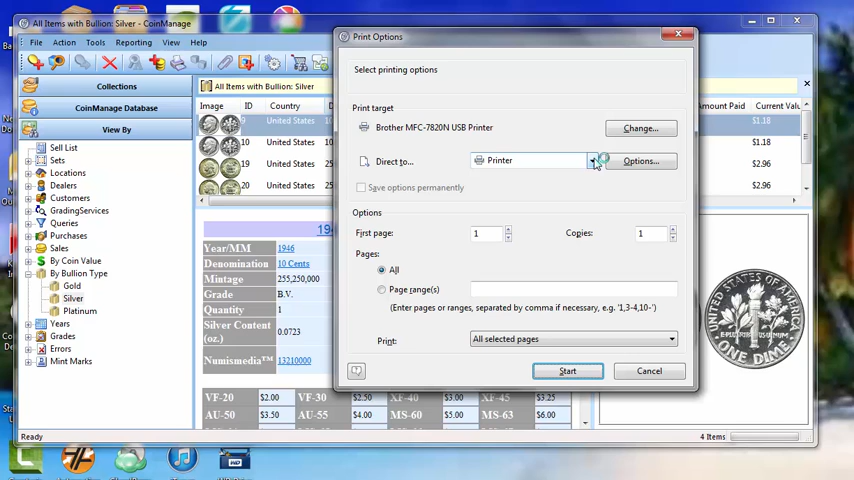 All Items with Bullion: Silver - CoinManage
File Action Tools Reporting View Help
Collections
CoinManage Database
View By
Sell List
Sets
Locations
Dealers
Customers
GradingServices
Queries
Purchases
Sales
By Coin Value
By Bullion Type
Gold
Silver
Platinum
Years
Grades
Errors
Mint Marks
All Items with Bullion: Silver
Image ID Country
9 United States
10 United States
United States
United States
Amount Paid Current Valu
$1.18
$1.18
$2.96
$2.96
194
Year/MM 1946
Denomination 10 Cents
Mintage 255,250,000
Grade B.V.
Quantity 1
Silver Content (oz.) 0.0723
Numismedia™ 13210000
VF-20 $2.00 VF-30 $2.50 XF-40 $3.00 XF-45 $3.25
AU-50 $3.50 AU-55 $4.00 MS-60 $5.00 MS-63 $6.00
Print Options
Select printing options
Print target
Brother MFC-7820N USB Printer
Change...
Direct to...
Printer
Options...
Save options permanently
Options
First page: 1
Copies: 1
Pages:
All
Page range(s)
(Enter pages or ranges, separated by comma if necessary, e.g. '1,3-4,10-')
Print: All selected pages
Start
Cancel
ONE DIME
Ready
4 Items